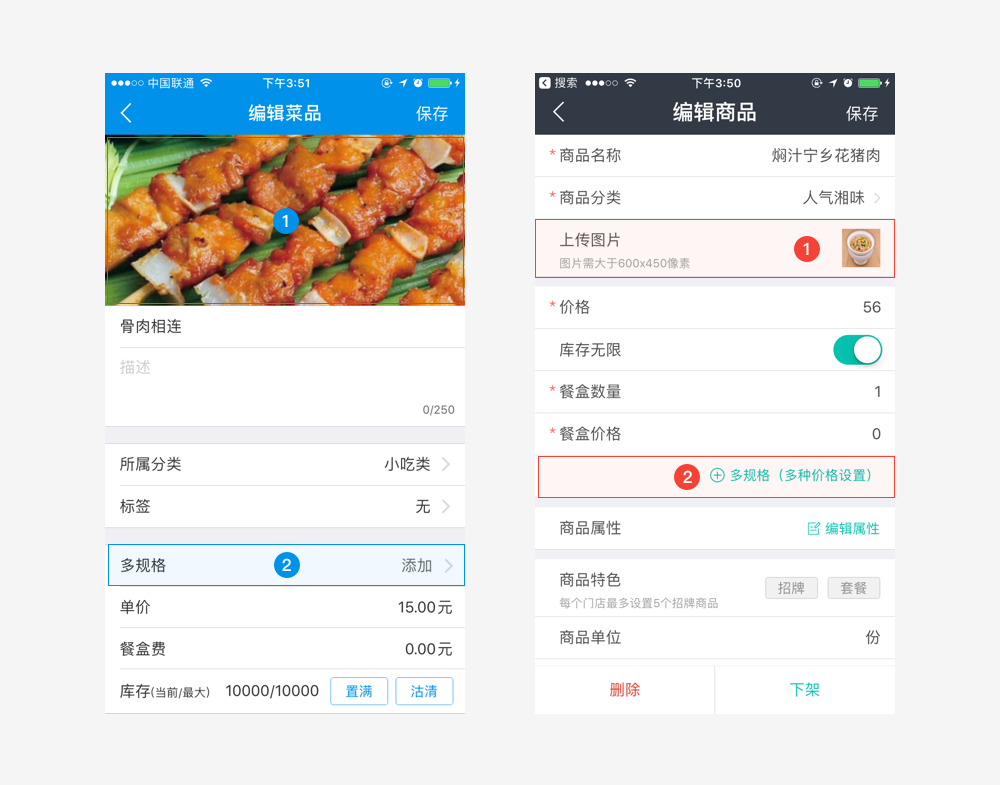 中国联通 下午3:51
编辑菜品 保存
1
骨肉相连
描述
0/250
所属分类 小吃类
标签 无
多规格 2 添加
单价 15.00元
餐盒费 0.00元
库存(当前/最大) 10000/10000 置满 沽清
搜索 下午3:50
编辑商品 保存
*商品名称 焖汁宁乡花猪肉
*商品分类 人气湘味
上传图片 1
图片需大于600x450像素
*价格 56
库存无限
*餐盒数量 1
*餐盒价格 0
2 多规格（多种价格设置）
商品属性 编辑属性
商品特色 招牌 套餐
每个门店最多设置5个招牌商品
商品单位 份
删除 下架